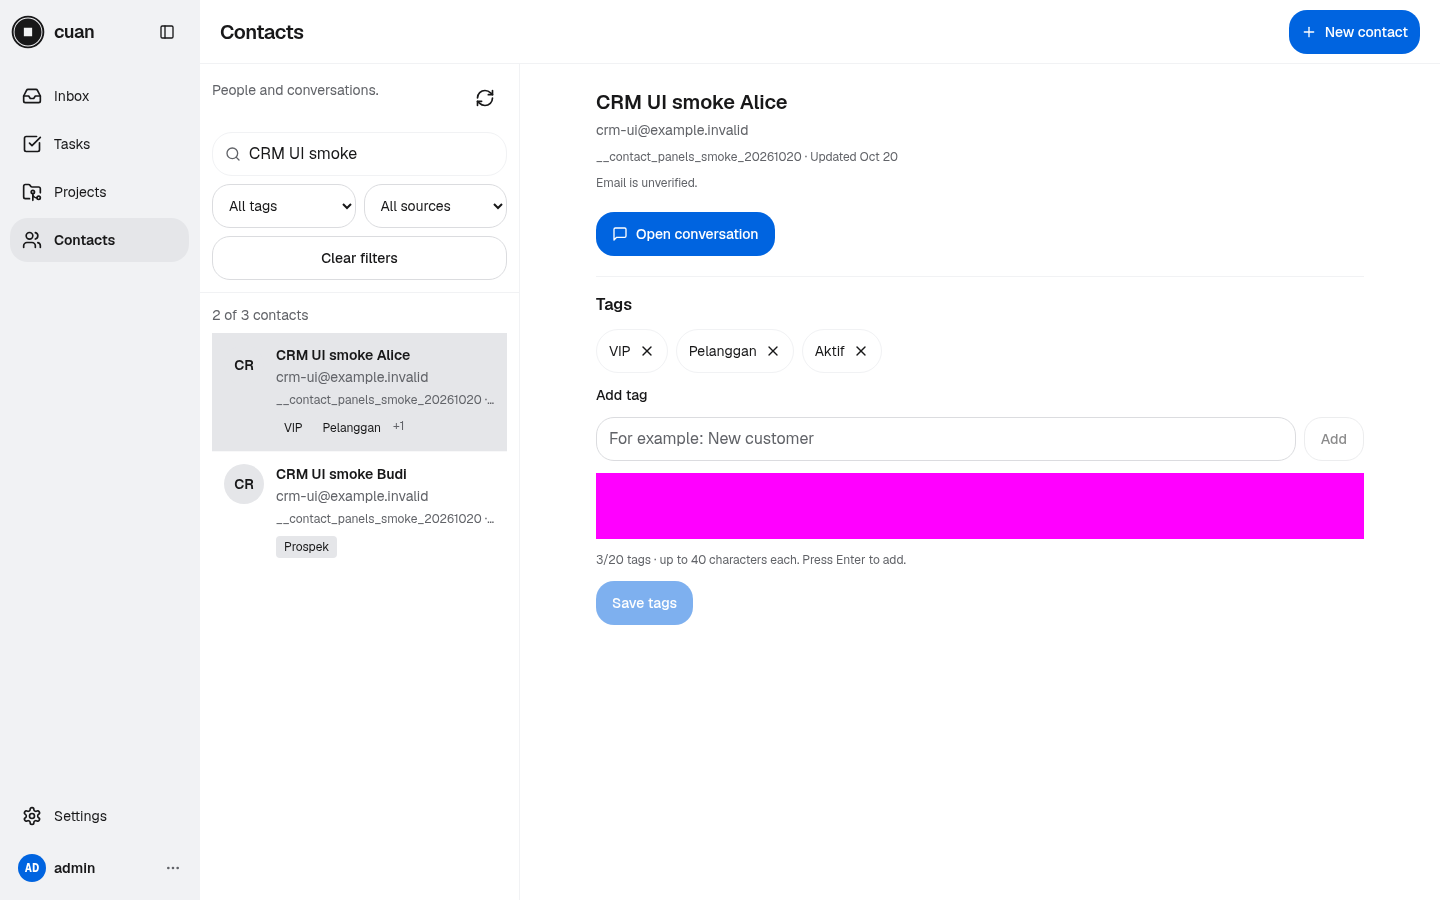 cuan
Inbox
Tasks
Projects
Contacts
Settings
AD
admin
Contacts
New contact
People and conversations.
CRM UI smoke
All tags
All sources
Clear filters
2 of 3 contacts
CR
CRM UI smoke Alice
crm-ui@example.invalid
__contact_panels_smoke_20261020 ·…
VIP Pelanggan +1
CR
CRM UI smoke Budi
crm-ui@example.invalid
__contact_panels_smoke_20261020 ·…
Prospek
CRM UI smoke Alice
crm-ui@example.invalid
__contact_panels_smoke_20261020 · Updated Oct 20
Email is unverified.
Open conversation
Tags
VIP
Pelanggan
Aktif
Add tag
For example: New customer
Add
3/20 tags · up to 40 characters each. Press Enter to add.
Save tags